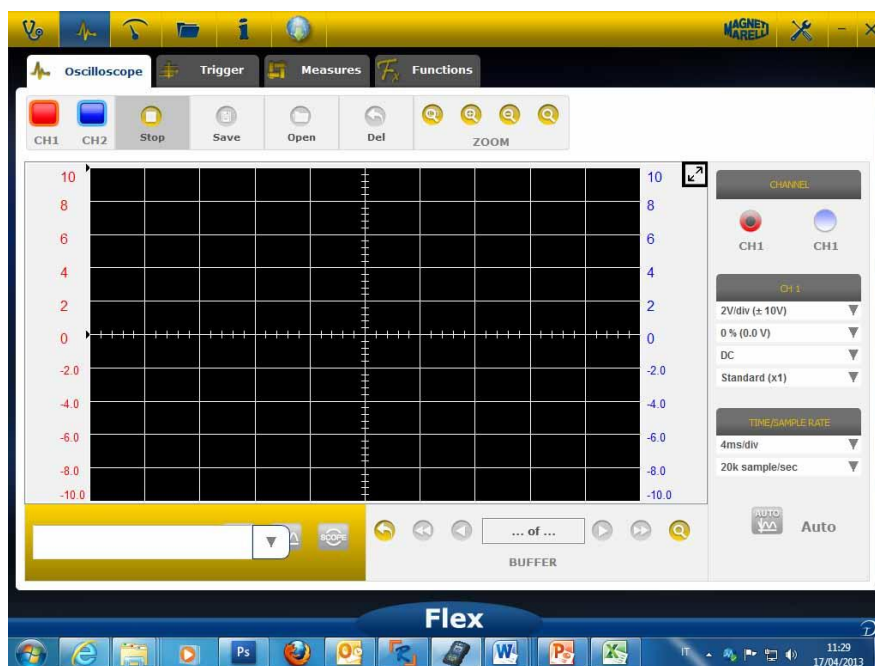 MAGNETI
MARELLI
Oscilloscope Trigger Measures Functions
CH1 CH2 Stop Save Open Del ZOOM
10 10
8 8
6 6
4 4
2 2
0 0
-2.0 -2.0
-4.0 -4.0
-6.0 -6.0
-8.0 -8.0
-10.0 -10.0
CHANNEL
CH1 CH1
CH 1
2V/div (± 10V)
0 % (0.0 V)
DC
Standard (x1)
TIME/SAMPLE RATE
4ms/div
20k sample/sec
AUTO
Auto
SCOPE
... of ...
BUFFER
Flex
Ps
IT
11:29
17/04/2013